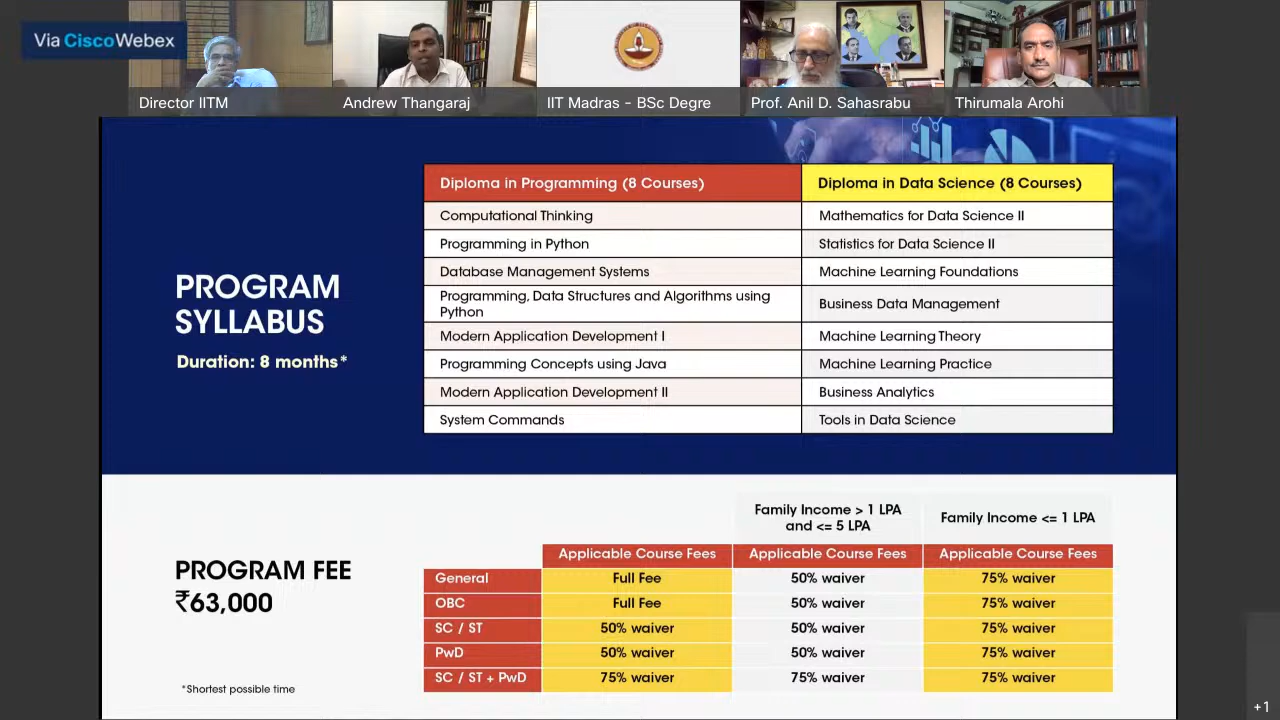 Via CiscoWebex
Director IITM
Andrew Thangaraj
IIT Madras - BSc Degre
Prof. Anil D. Sahasrabu
Thirumala Arohi
PROGRAM
SYLLABUS
Duration: 8 months*
Diploma in Programming (8 Courses)
Diploma in Data Science (8 Courses)
Computational Thinking
Mathematics for Data Science II
Programming in Python
Statistics for Data Science II
Database Management Systems
Machine Learning Foundations
Programming, Data Structures and Algorithms using
Python
Business Data Management
Modern Application Development I
Machine Learning Theory
Programming Concepts using Java
Machine Learning Practice
Modern Application Development II
Business Analytics
System Commands
Tools in Data Science
PROGRAM FEE
₹63,000
*Shortest possible time
Family Income > 1 LPA
and <= 5 LPA
Family Income <= 1 LPA
Applicable Course Fees
Applicable Course Fees
Applicable Course Fees
General
Full Fee
50% waiver
75% waiver
OBC
Full Fee
50% waiver
75% waiver
SC / ST
50% waiver
50% waiver
75% waiver
PwD
50% waiver
50% waiver
75% waiver
SC / ST + PwD
75% waiver
75% waiver
75% waiver
+1